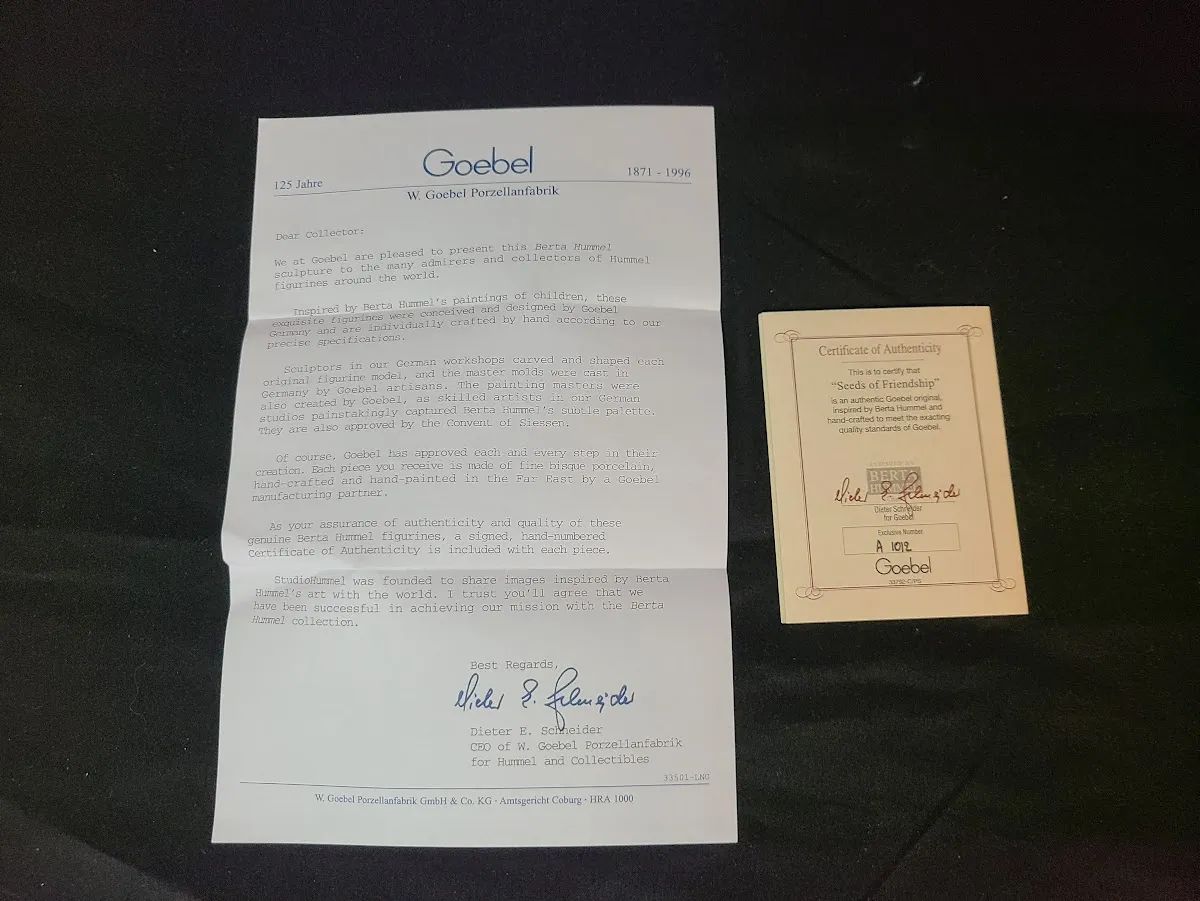 Goebel
125 Jahre
1871 - 1996
W. Goebel Porzellanfabrik
Dear Collector:
We at Goebel are pleased to present this Berta Hummel
sculpture to the many admirers and collectors of Hummel
figurines around the world.
Inspired by Berta Hummel's paintings of children, these
exquisite figurines were conceived and designed by Goebel
Germany and are individually crafted by hand according to our
precise specifications.
Sculptors in our German workshops carved and shaped each
original figurine model, and the master molds were cast in
Germany by Goebel artisans. The painting masters were
also created by Goebel, as skilled artists in our German
studios painstakingly captured Berta Hummel's subtle palette.
They are also approved by the Convent of Siessen.
Of course, Goebel has approved each and every step in their
creation. Each piece you receive is made of fine bisque porcelain,
hand-crafted and hand-painted in the Far East by a Goebel
manufacturing partner.
As your assurance of authenticity and quality of these
genuine Berta Hummel figurines, a signed, hand-numbered
Certificate of Authenticity is included with each piece.
StudioHummel was founded to share images inspired by Berta
Hummel's art with the world. I trust you'll agree that we
have been successful in achieving our mission with the Berta
Hummel collection.
Best Regards,
Dieter E. Schneider
Dieter E. Schneider
CEO of W. Goebel Porzellanfabrik
for Hummel and Collectibles
33501-LNG
W. Goebel Porzellanfabrik GmbH & Co. KG · Amtsgericht Coburg · HRA 1000
Certificate of Authenticity
This is to certify that
"Seeds of Friendship"
is an authentic Goebel original,
inspired by Berta Hummel and
hand-crafted to meet the exacting
quality standards of Goebel.
BERTA
HUMMEL
Dieter E. Schneider
Dieter Schneider
for Goebel
Exclusive Number
A 1012
Goebel
33792-C/PS